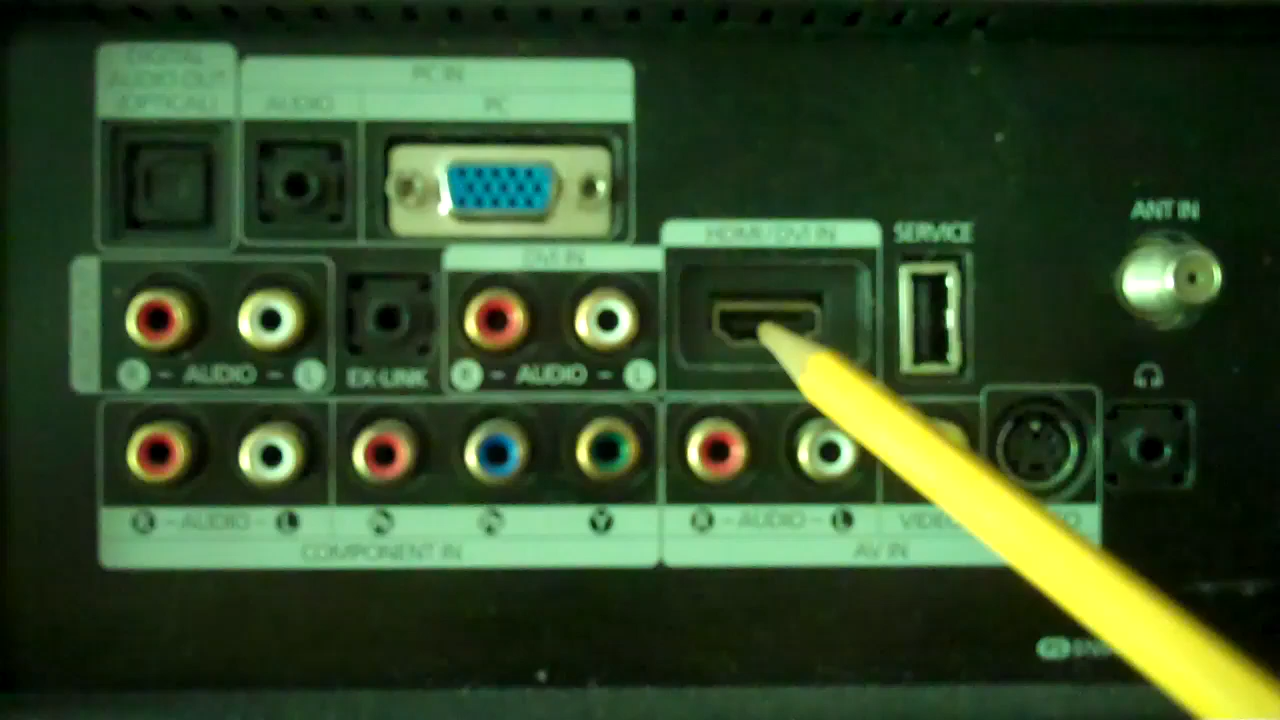 DIGITAL
AUDIO OUT
(OPTICAL)
PC IN
AUDIO
PC
HDMI/DVI IN
SERVICE
ANT IN
DVI IN
R - AUDIO - L
EX-LINK
R - AUDIO - L
R - AUDIO - L
Y
R - AUDIO - L
VIDEO
COMPONENT IN
AV IN